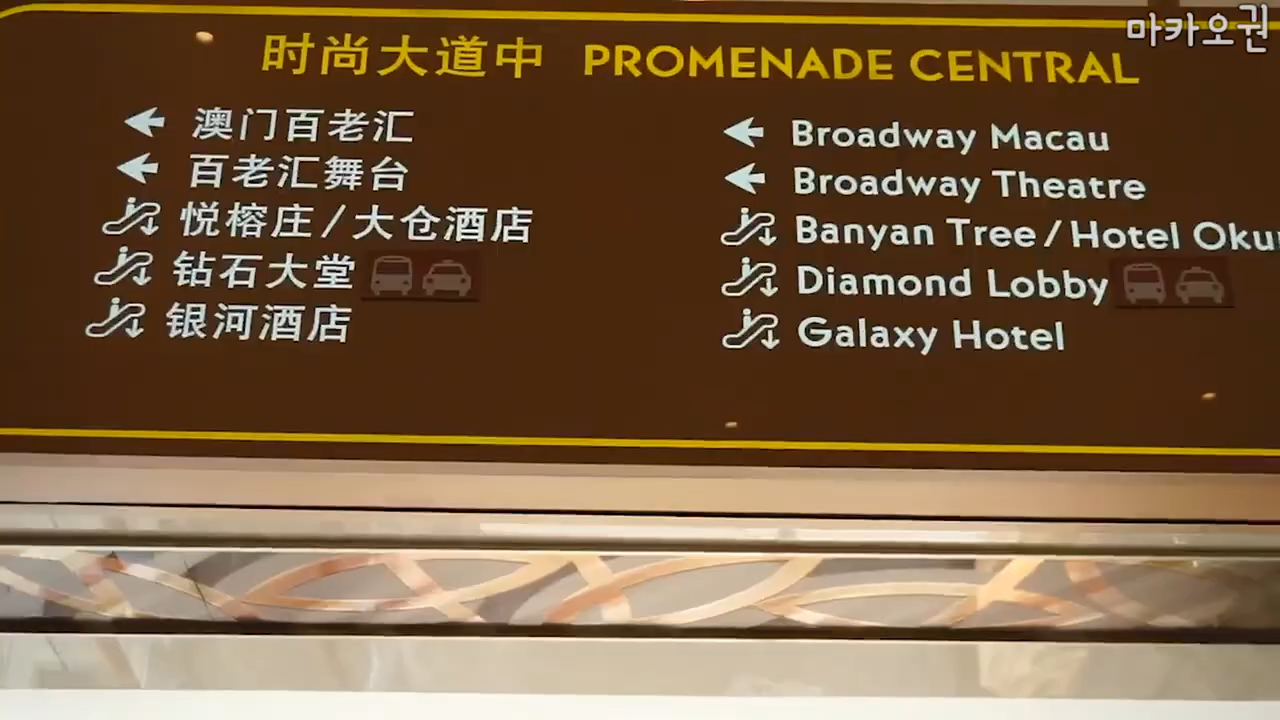 마카오권
时尚大道中 PROMENADE CENTRAL
澳门百老汇
百老汇舞台
悦榕庄/大仓酒店
钻石大堂
银河酒店
Broadway Macau
Broadway Theatre
Banyan Tree/Hotel
Diamond Lobby
Galaxy Hotel